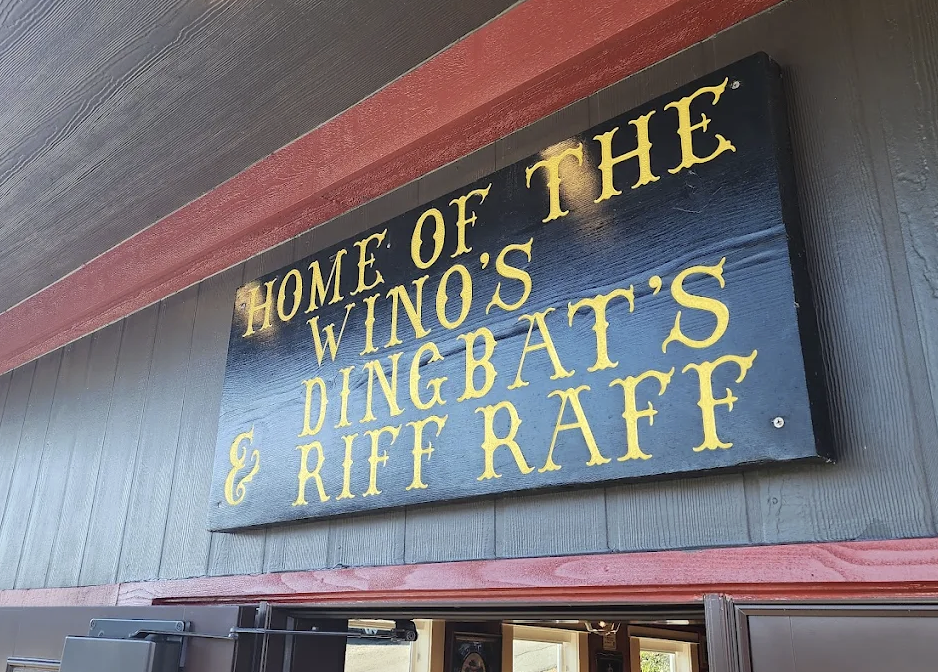 HOME OF THE
WINO'S
DINGBAT'S
& RIFF RAFF